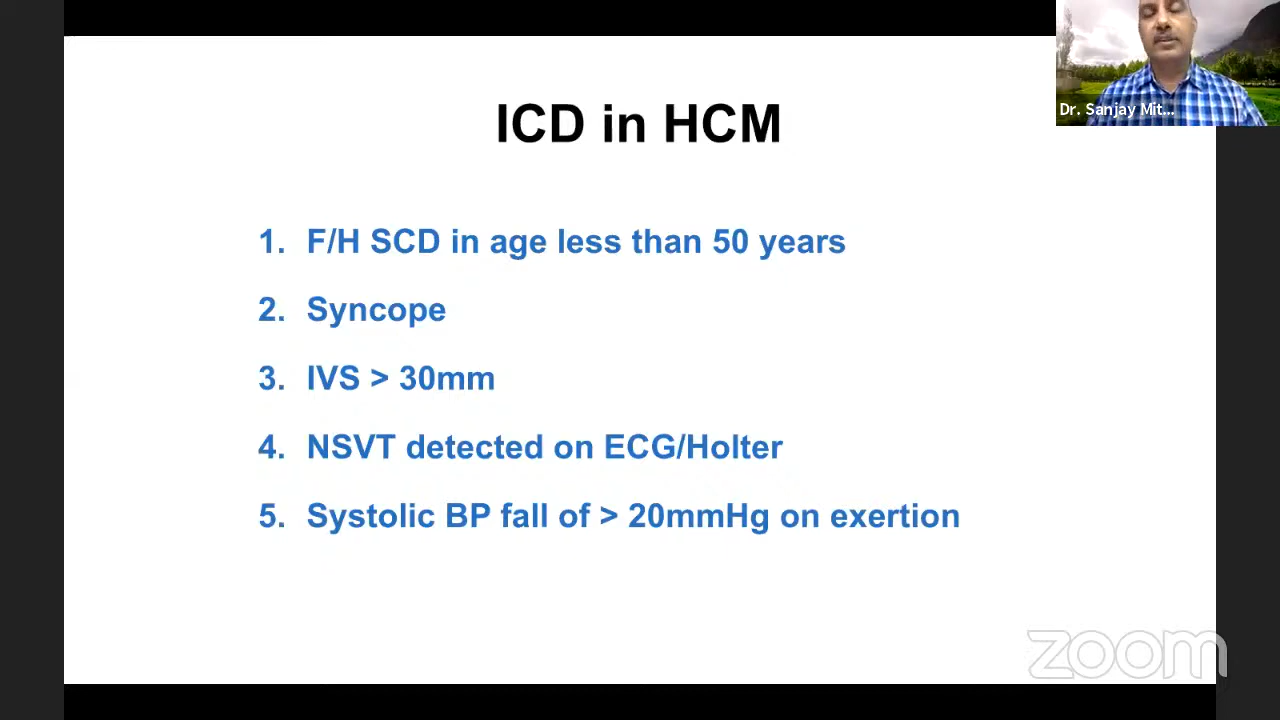 Dr. Sanjay Mit...
ICD in HCM
1. F/H SCD in age less than 50 years
2. Syncope
3. IVS > 30mm
4. NSVT detected on ECG/Holter
5. Systolic BP fall of > 20mmHg on exertion
zoom